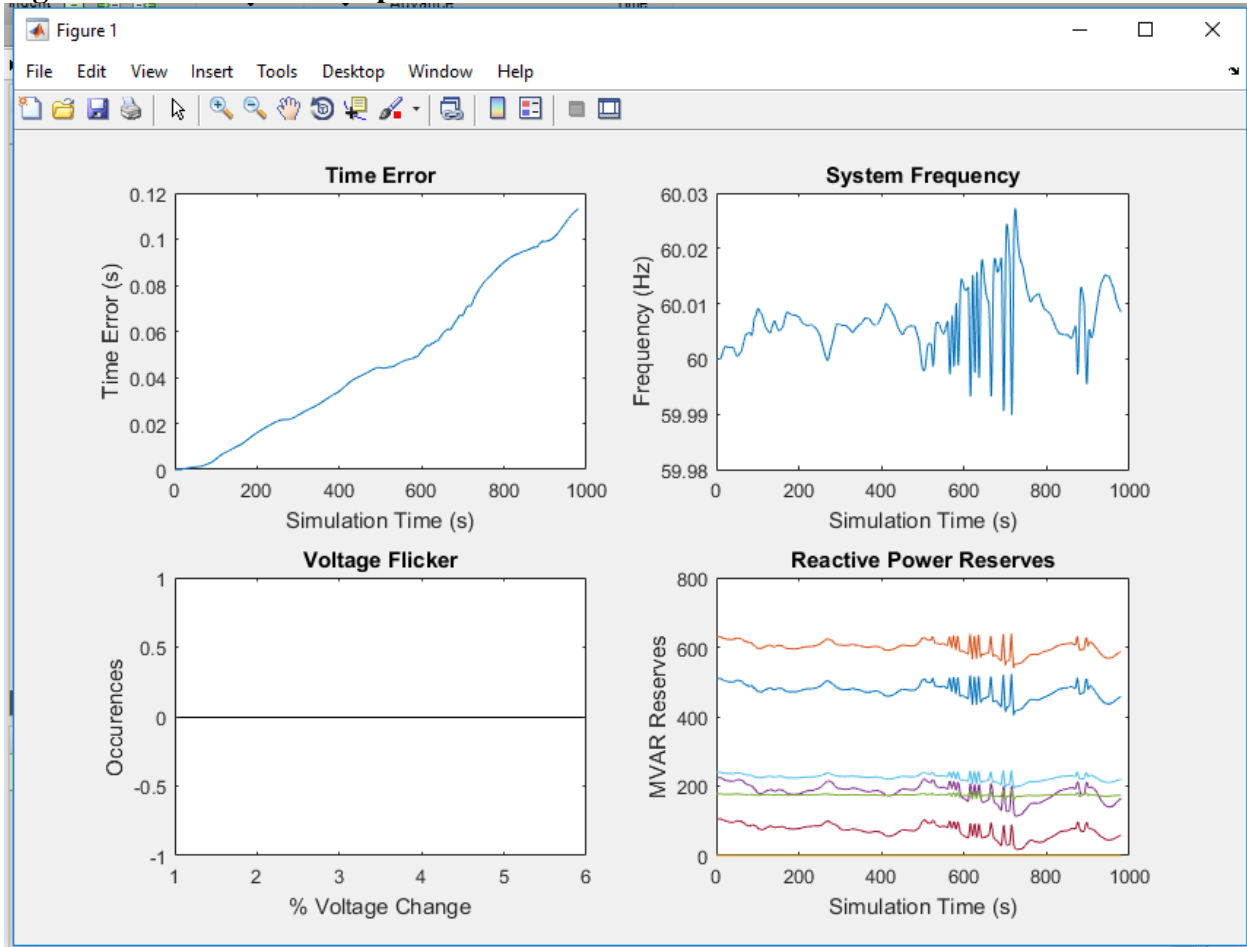 Figure 1
File Edit View Insert Tools Desktop Window Help
Time Error
0.12
0.1
0.08
0.06
0.04
0.02
0
Time Error (s)
0 200 400 600 800 1000
Simulation Time (s)
System Frequency
60.03
60.02
60.01
60
59.99
59.98
Frequency (Hz)
0 200 400 600 800 1000
Simulation Time (s)
Voltage Flicker
1
0.5
0
-0.5
-1
Occurences
1 2 3 4 5 6
% Voltage Change
Reactive Power Reserves
800
600
400
200
0
MVAR Reserves
0 200 400 600 800 1000
Simulation Time (s)